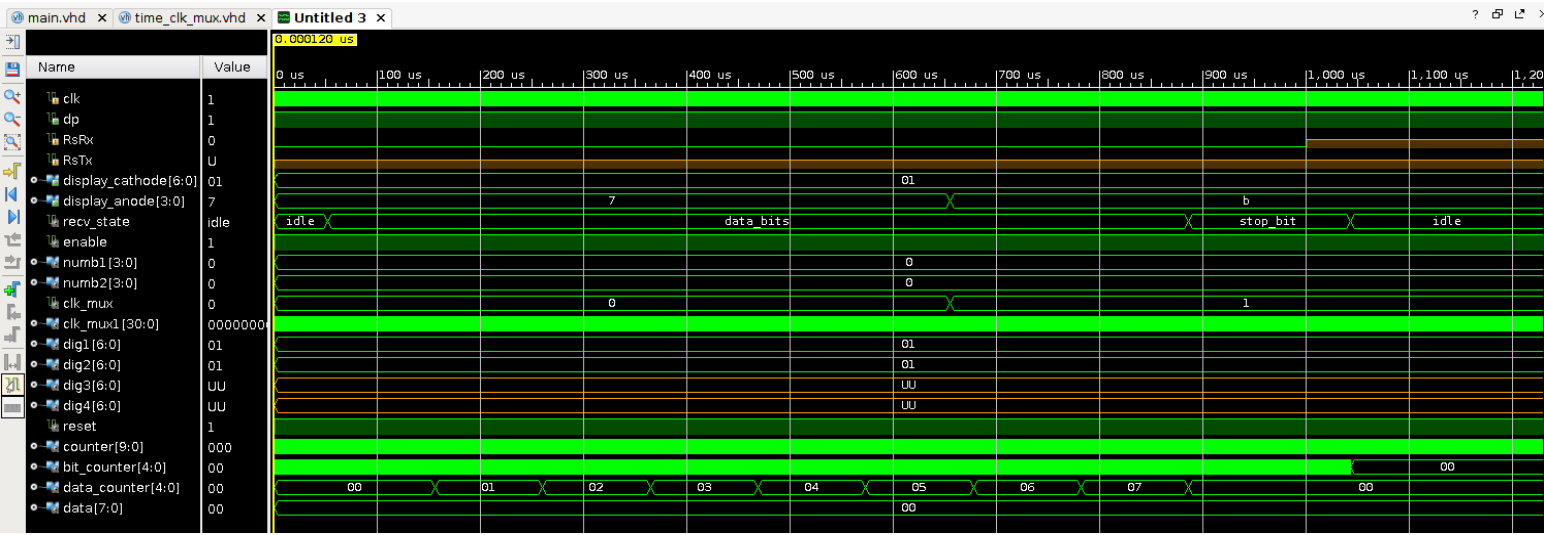 main.vhd × time_clk_mux.vhd × Untitled 3 × ?
0.000120 us
Name Value 0 us 100 us 200 us 300 us 400 us 500 us 600 us 700 us 800 us 900 us 1,000 us 1,100 us 1,20
clk 1
dp 1
RsRx 0
RsTx U
display_cathode[6:0] 01 01
display_anode[3:0] 7 7 b
recv_state idle idle data_bits stop_bit idle
enable 1
numb1[3:0] 0 0
numb2[3:0] 0 0
clk_mux 0 0 1
clk_mux1[30:0] 0000000
dig1[6:0] 01 01
dig2[6:0] 01 01
dig3[6:0] UU UU
dig4[6:0] UU UU
reset 1
counter[9:0] 000
bit_counter[4:0] 00 00
data_counter[4:0] 00 00 01 02 03 04 05 06 07 00
data[7:0] 00 00